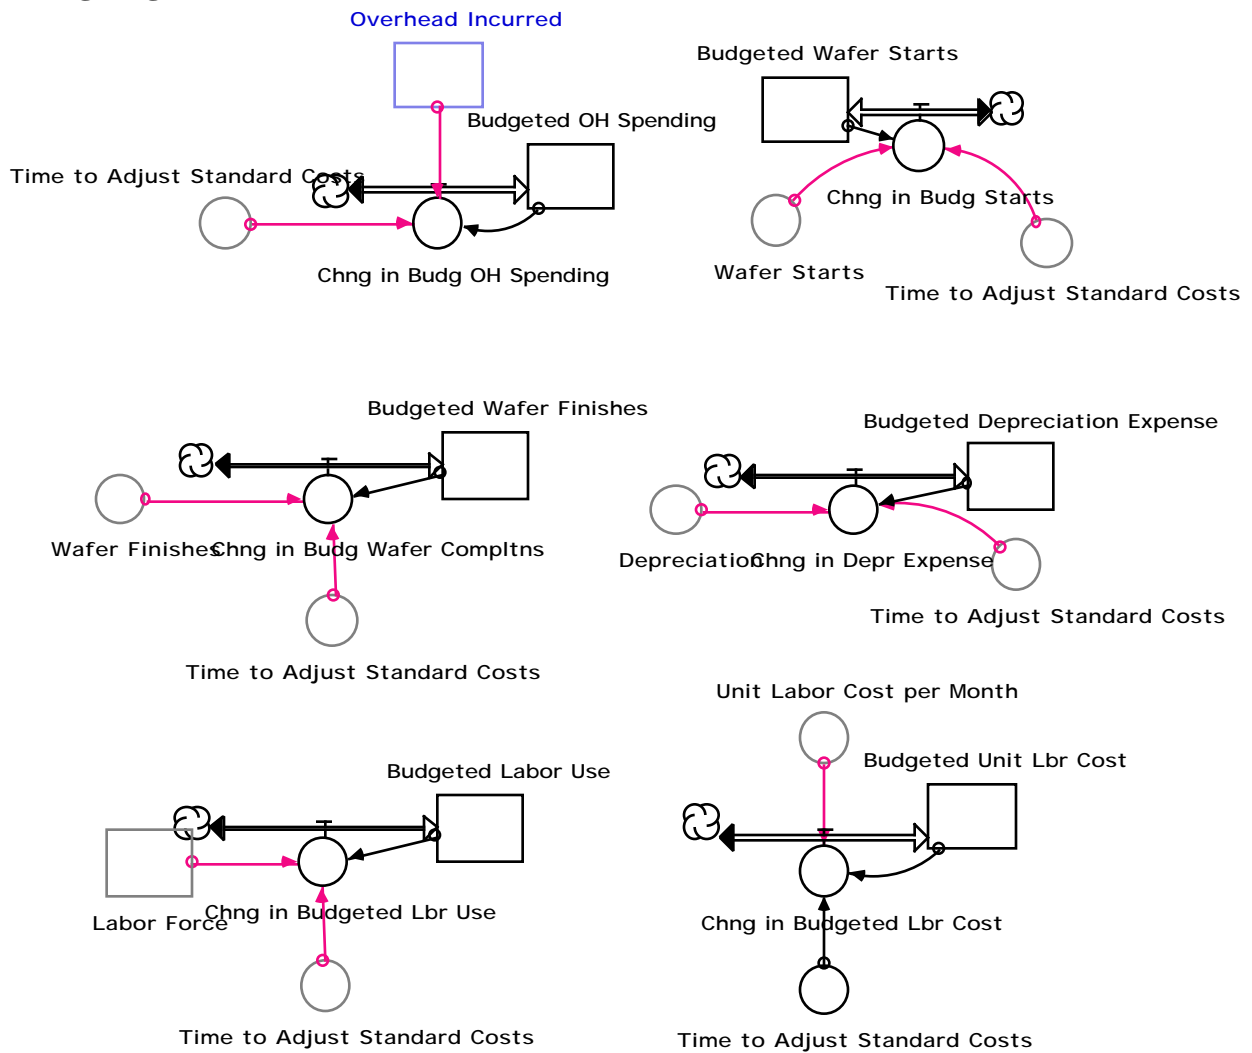 Overhead Incurred
Budgeted OH Spending
Time to Adjust Standard Costs
Chng in Budg OH Spending
Budgeted Wafer Starts
Chng in Budg Starts
Wafer Starts
Time to Adjust Standard Costs
Budgeted Wafer Finishes
Wafer Finishes
Chng in Budg Wafer Compltns
Time to Adjust Standard Costs
Budgeted Depreciation Expense
Depreciation
Chng in Depr Expense
Time to Adjust Standard Costs
Budgeted Labor Use
Chng in Budgeted Lbr Use
Labor Force
Time to Adjust Standard Costs
Unit Labor Cost per Month
Budgeted Unit Lbr Cost
Chng in Budgeted Lbr Cost
Time to Adjust Standard Costs